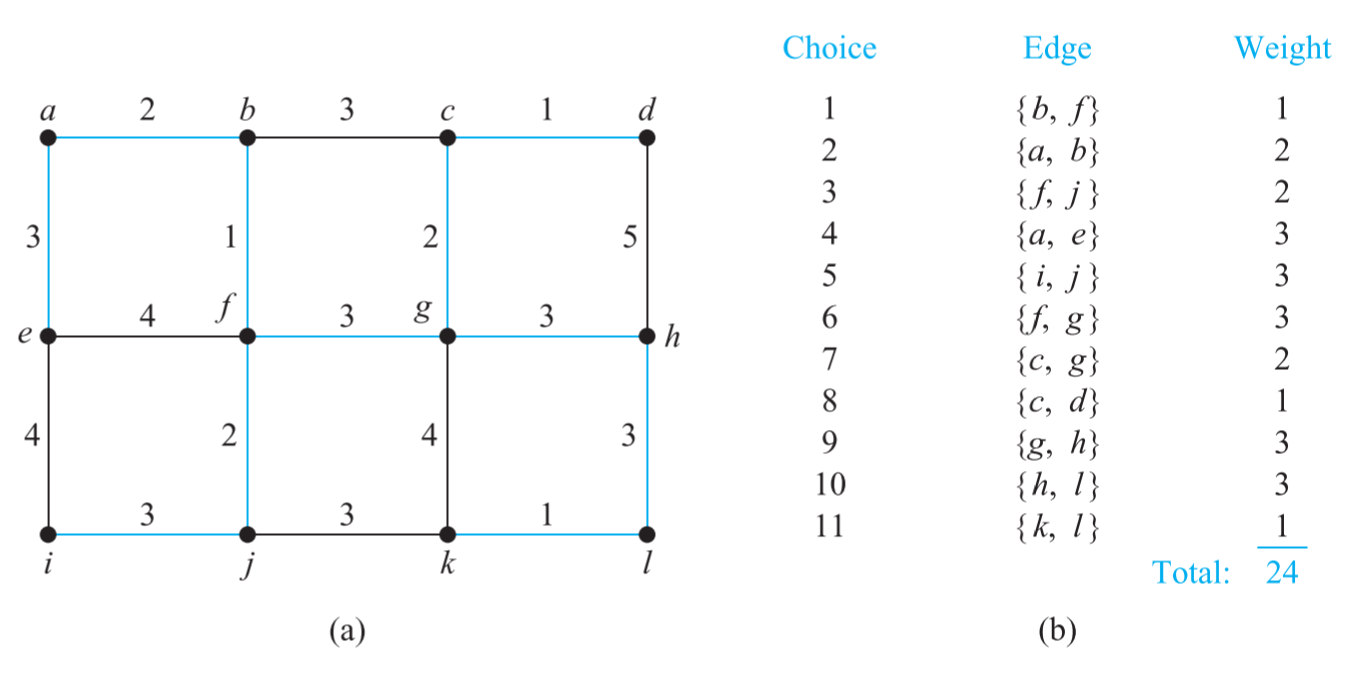 a 2 b 3 c 1 d
3 1 2 5
e 4 f 3 g 3 h
4 2 4 3
3 3 1
i j k l
(a)
Choice Edge Weight
1 {b, f} 1
2 {a, b} 2
3 {f, j} 2
4 {a, e} 3
5 {i, j} 3
6 {f, g} 3
7 {c, g} 2
8 {c, d} 1
9 {g, h} 3
10 {h, l} 3
11 {k, l} 1
Total: 24
(b)